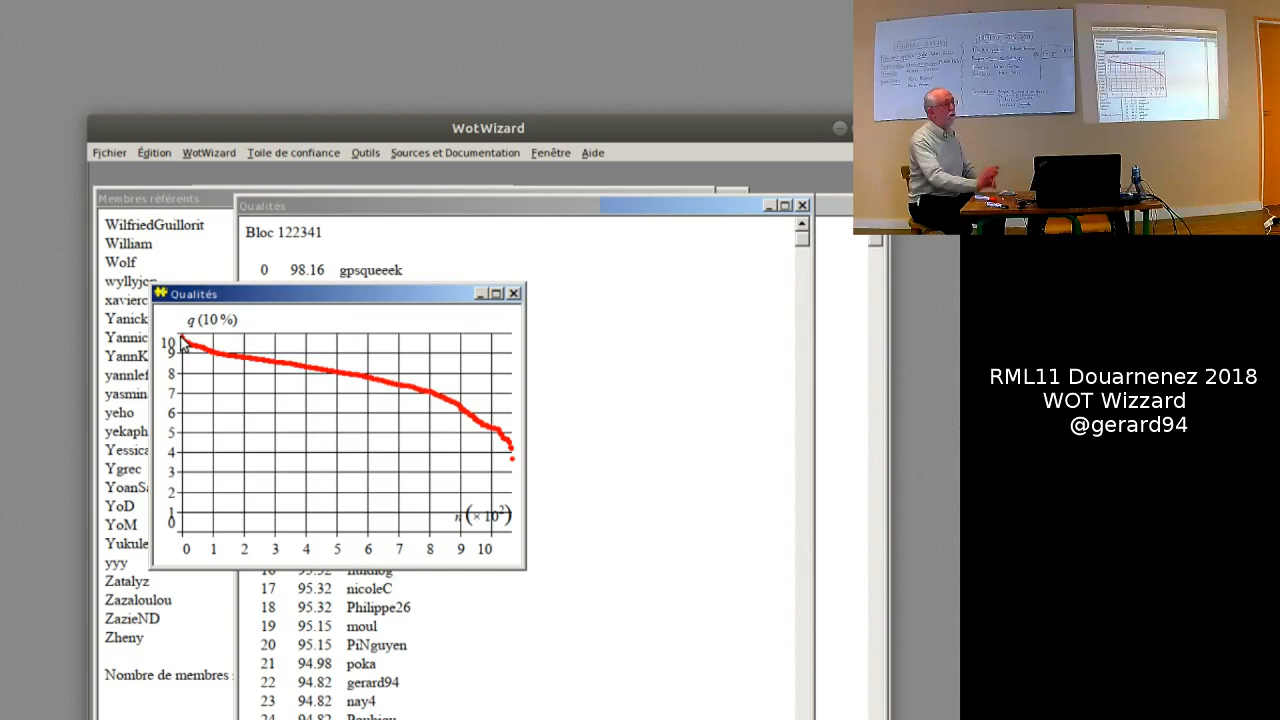 WotWizard
Fichier Édition WotWizard Toile de confiance Outils Sources et Documentation Fenêtre Aide
Membres référents
WilfriedGuillorit
William
Wolf
wyllyjon
xavierc
Yanick
Yannic
YannK
yannlef
yasmin
yeho
yekaph
Yessica
Ygrec
YoanSa
YoD
YoM
Yukule
yyy
Zatalyz
Zazaloulou
ZazieND
Zheny
Nombre de membres :
Qualités
Bloc 122341
0 98.16 gpsqueeek
Qualités
q (10 %)
10
9
8
7
6
5
4
3
2
1
0
n (× 10²)
0 1 2 3 4 5 6 7 8 9 10
17 95.32 nicoleC
18 95.32 Philippe26
19 95.15 moul
20 95.15 PiNguyen
21 94.98 poka
22 94.82 gerard94
23 94.82 nay4
RML11 Douarnenez 2018
WOT Wizzard
@gerard94